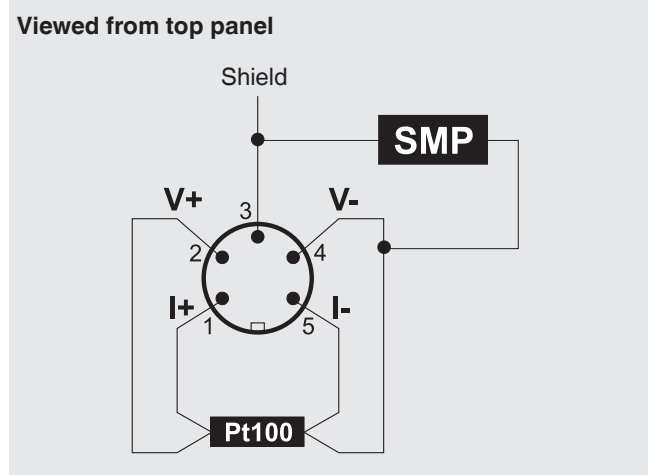 Viewed from top panel
Shield
SMP
V+
3
V-
2
4
I+
I-
1
5
Pt100